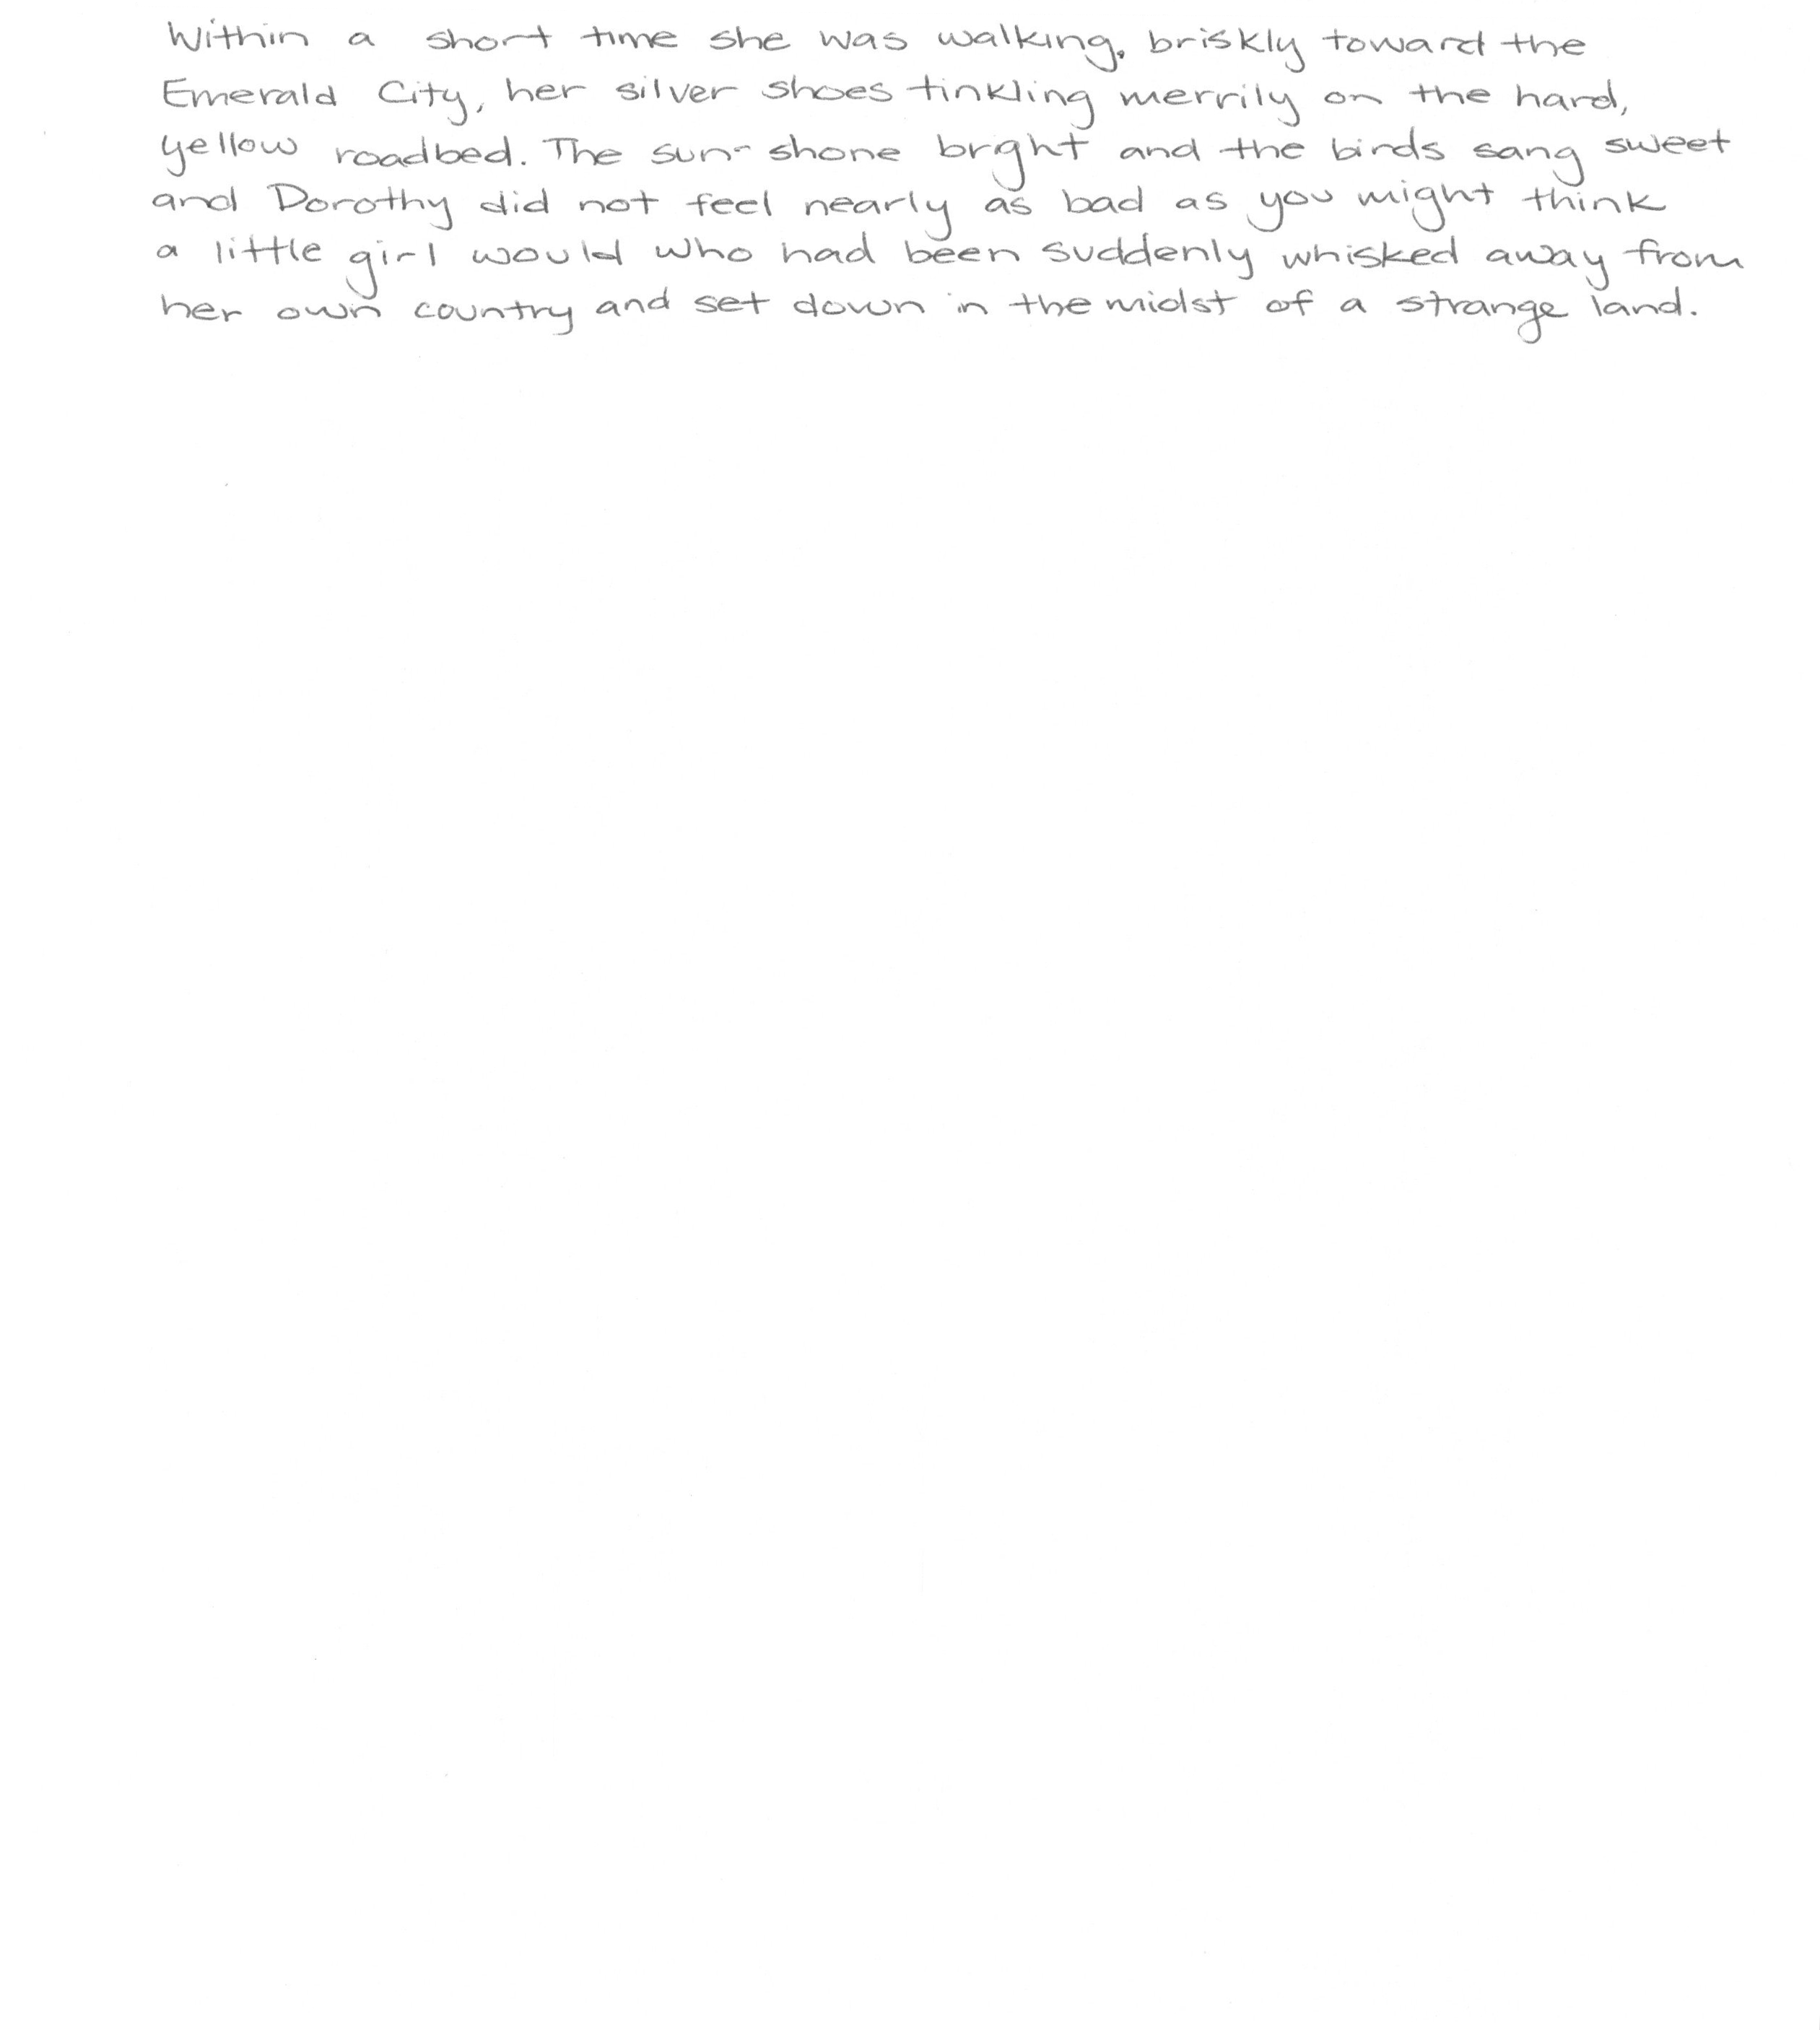 Within a short time she was walking, briskly toward the
Emerald City, her silver shoes tinkling merrily on the hard,
yellow roadbed. The sun- shone brght and the birds sang sweet
and Dorothy did not feel nearly as bad as you might think
a little girl would who had been suddenly whisked away from
her own country and set down in the midst of a strange land.